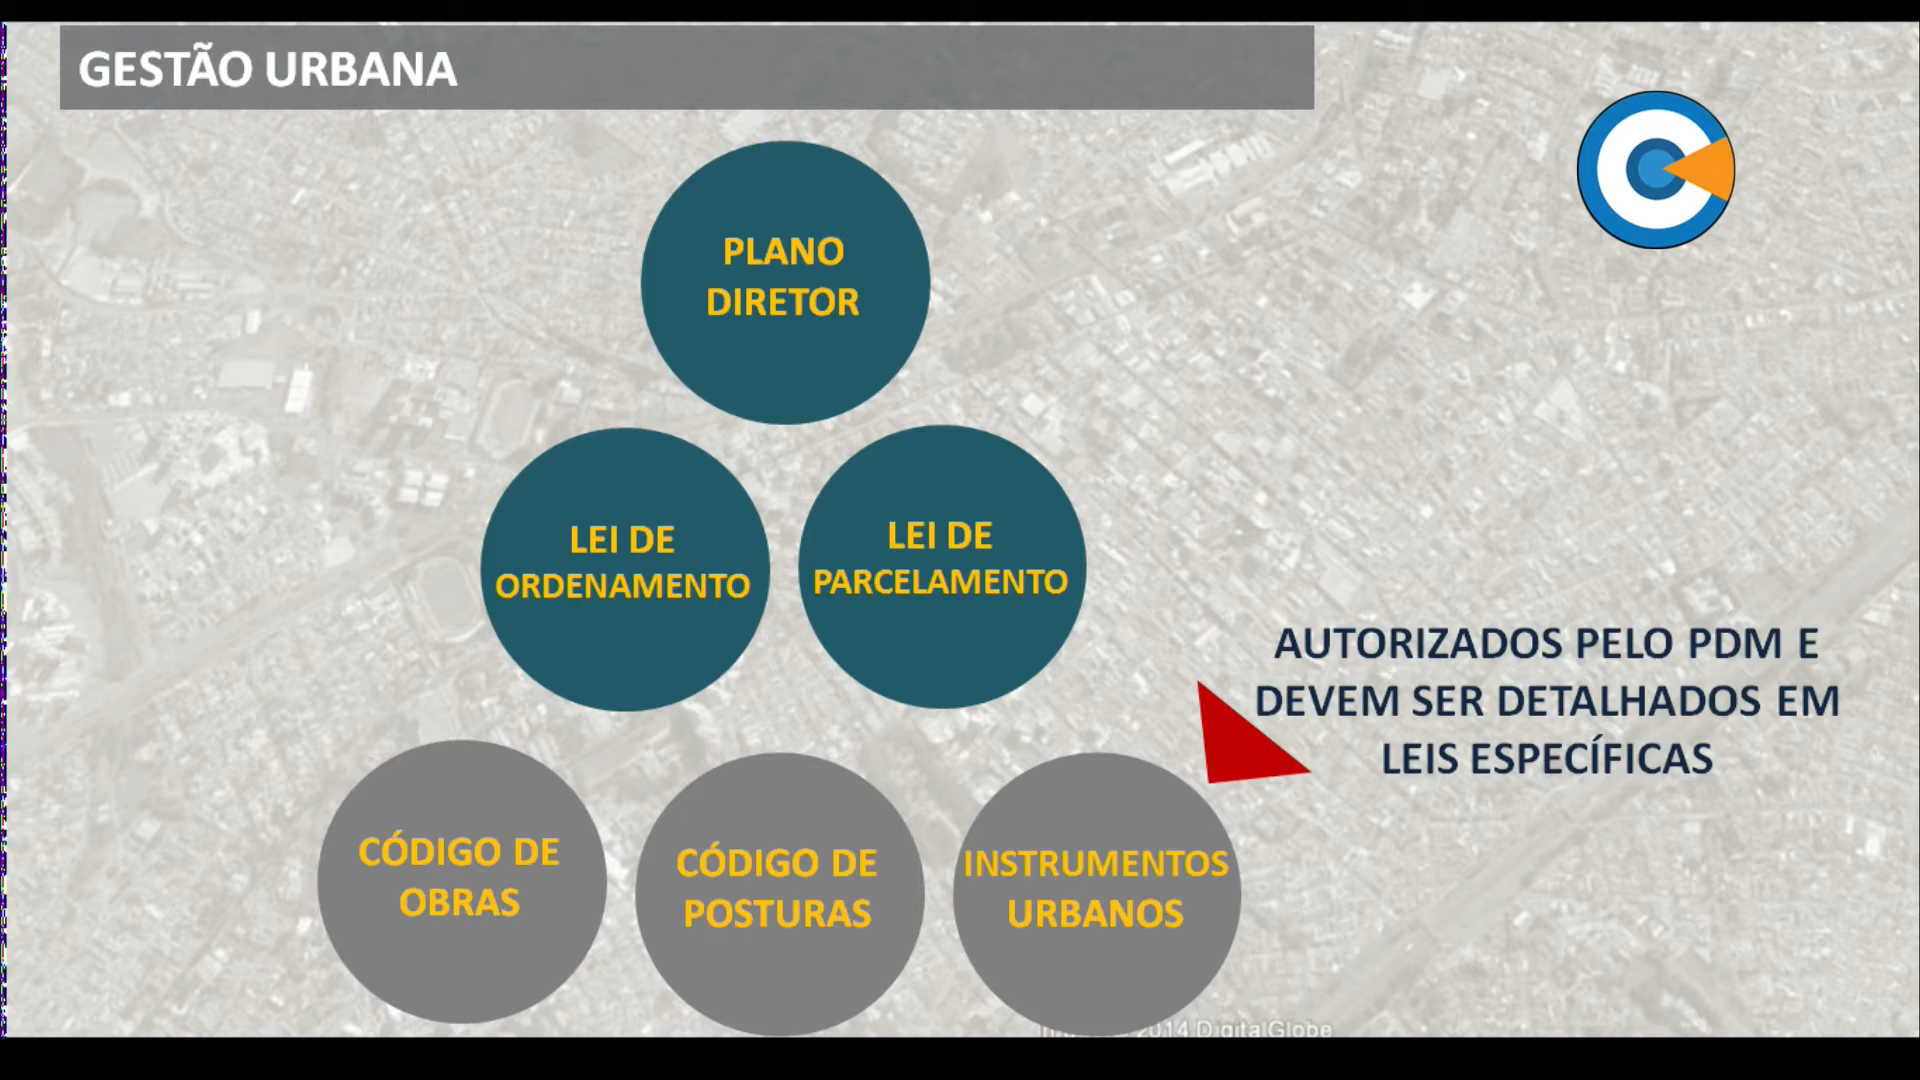 GESTÃO URBANA
PLANO
DIRETOR
LEI DE
ORDENAMENTO
LEI DE
PARCELAMENTO
AUTORIZADOS PELO PDM E
DEVEM SER DETALHADOS EM
LEIS ESPECÍFICAS
CÓDIGO DE
OBRAS
CÓDIGO DE
POSTURAS
INSTRUMENTOS
URBANOS
2014 DigitalGlobe